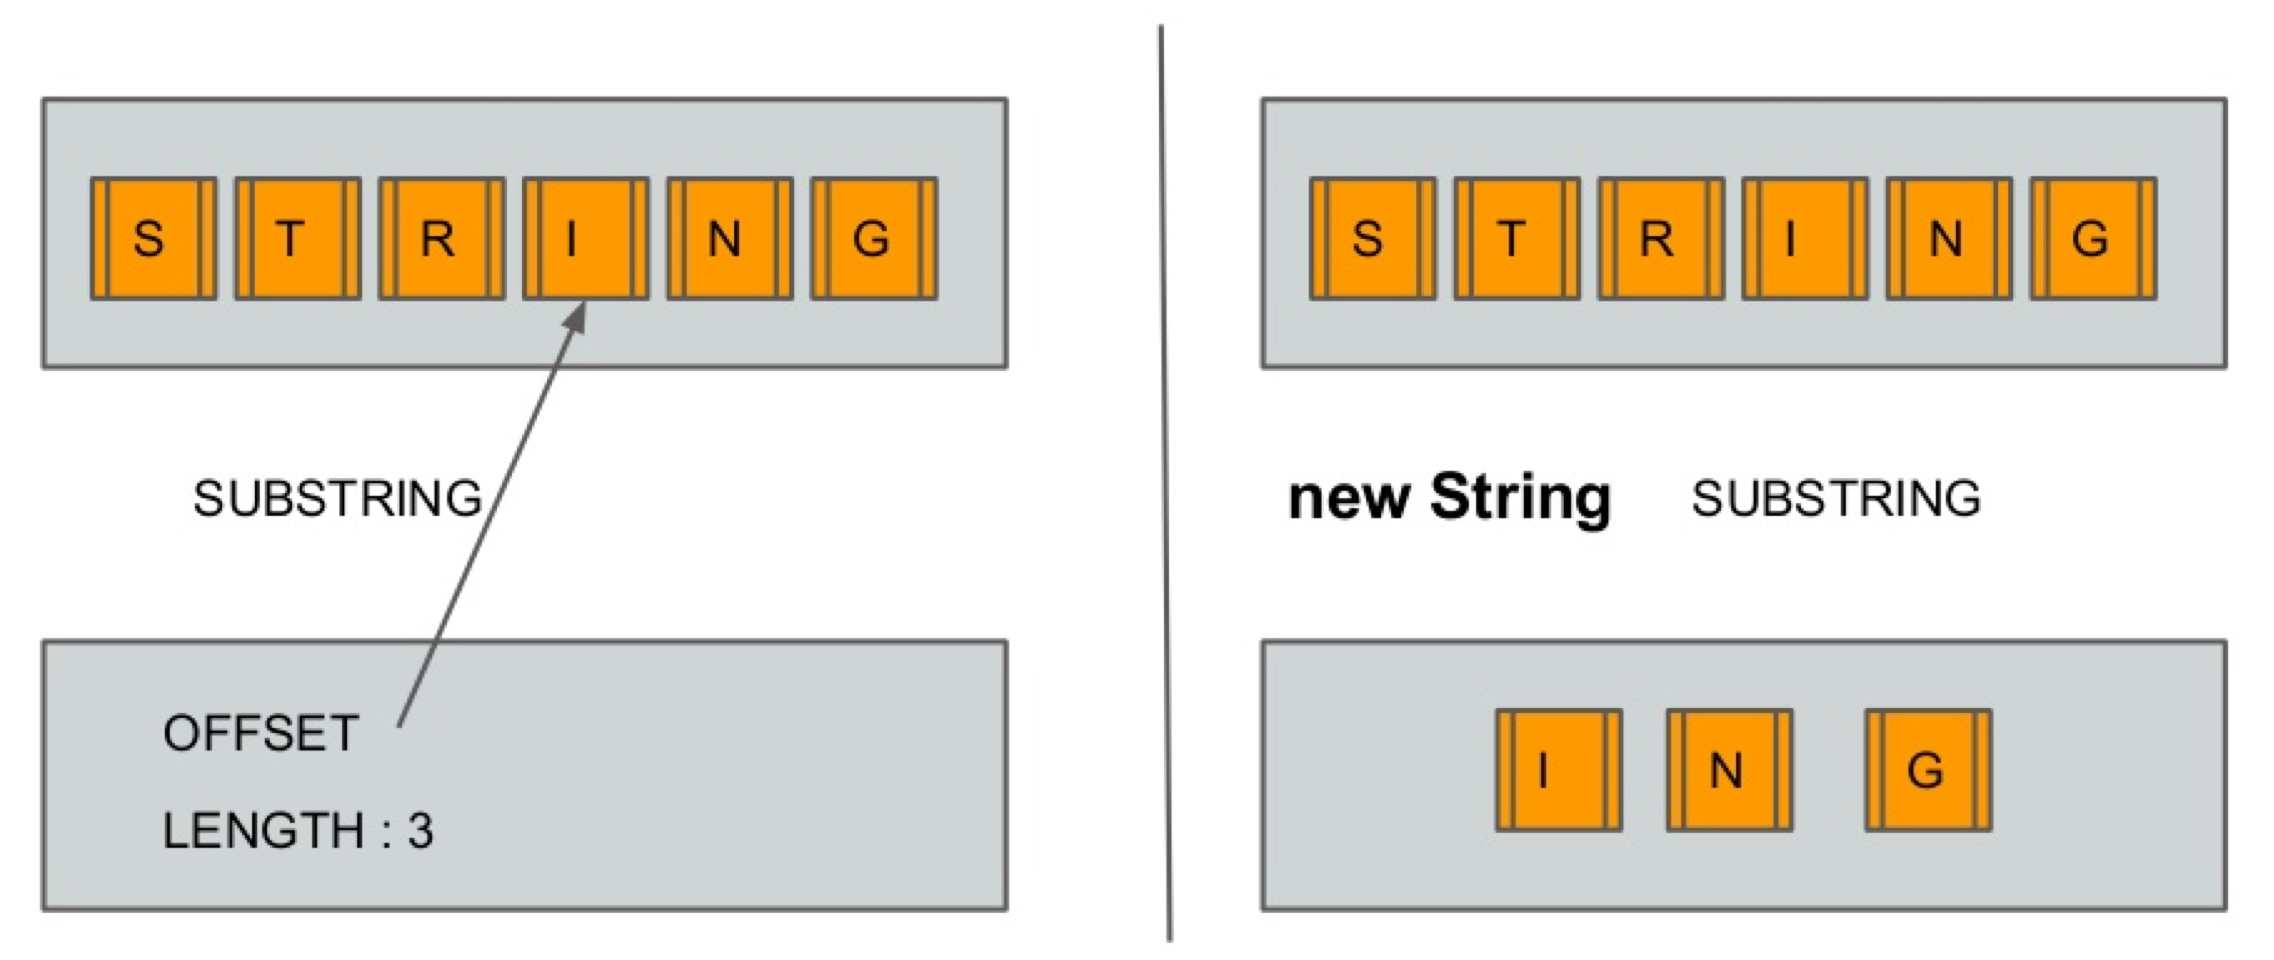 S T R I N G
SUBSTRING
OFFSET
LENGTH : 3
S T R I N G
new String SUBSTRING
I N G